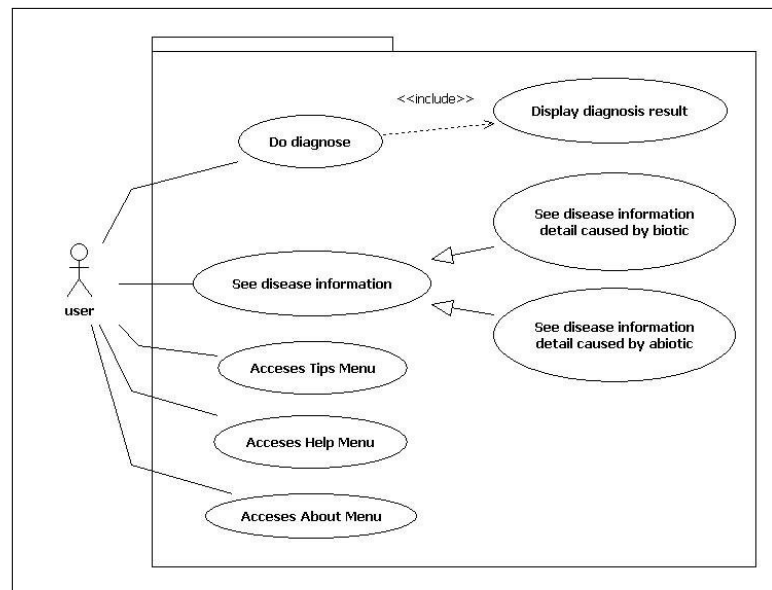 <<include>>
Display diagnosis result
Do diagnose
See disease information
detail caused by biotic
See disease information
user
See disease information
detail caused by abiotic
Acceses Tips Menu
Acceses Help Menu
Acceses About Menu